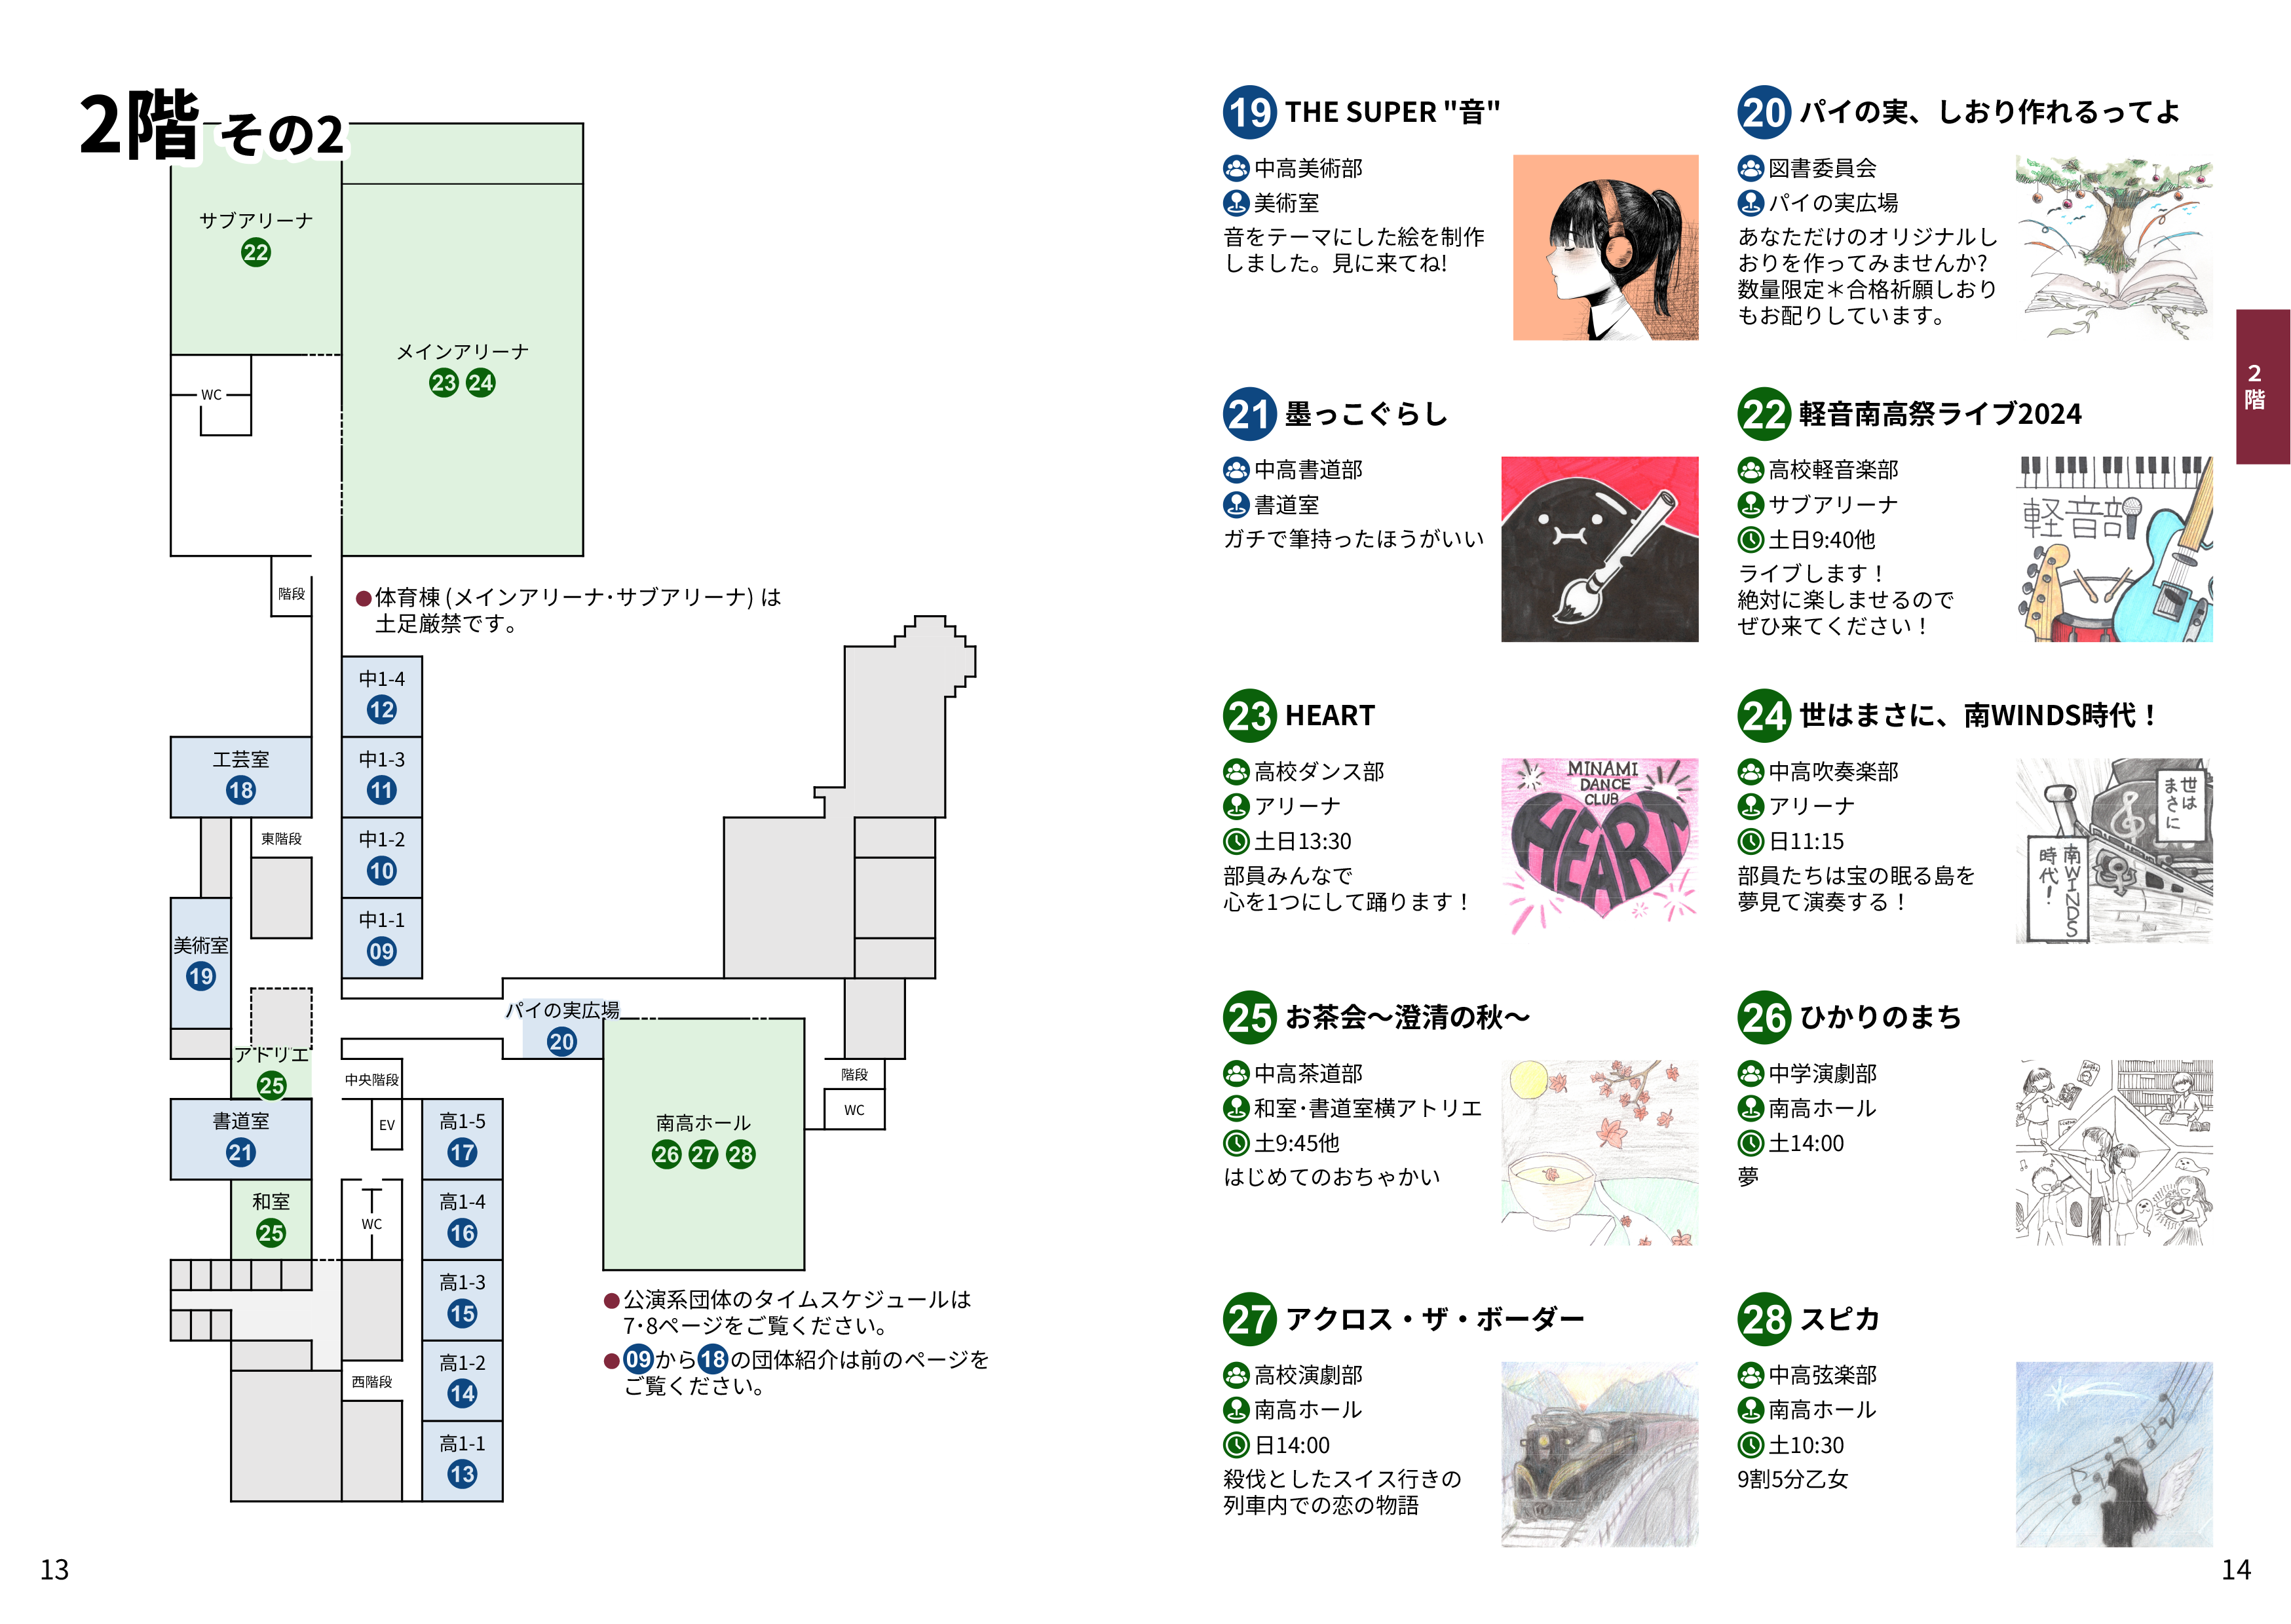 2階 その2
サブアリーナ
22
メインアリーナ
23 24
WC
階段
●体育棟 (メインアリーナ･サブアリーナ) は
土足厳禁です。
中1-4
12
工芸室
18
中1-3
11
東階段
中1-2
10
中1-1
09
美術室
19
パイの実広場
20
アトリエ
25
中央階段
階段
WC
書道室
21
EV
高1-5
17
南高ホール
26 27 28
和室
25
WC
高1-4
16
高1-3
15
●公演系団体のタイムスケジュールは
7･8ページをご覧ください。
●09から18の団体紹介は前のページを
ご覧ください。
高1-2
14
西階段
高1-1
13
13
19 THE SUPER "音"
中高美術部
美術室
音をテーマにした絵を制作
しました。見に来てね!
20 パイの実、しおり作れるってよ
図書委員会
パイの実広場
あなただけのオリジナルし
おりを作ってみませんか?
数量限定＊合格祈願しおり
もお配りしています。
2階
21 墨っこぐらし
中高書道部
書道室
ガチで筆持ったほうがいい
22 軽音南高祭ライブ2024
高校軽音楽部
サブアリーナ
土日9:40他
ライブします！
絶対に楽しませるので
ぜひ来てください！
軽音部
23 HEART
高校ダンス部
アリーナ
土日13:30
部員みんなで
心を1つにして踊ります！
MINAMI
DANCE
CLUB
HEART
24 世はまさに、南WINDS時代！
中高吹奏楽部
アリーナ
日11:15
部員たちは宝の眠る島を
夢見て演奏する！
世は
まさに
南WINDS
時代！
25 お茶会～澄清の秋～
中高茶道部
和室･書道室横アトリエ
土9:45他
はじめてのおちゃかい
26 ひかりのまち
中学演劇部
南高ホール
土14:00
夢
27 アクロス・ザ・ボーダー
高校演劇部
南高ホール
日14:00
殺伐としたスイス行きの
列車内での恋の物語
28 スピカ
中高弦楽部
南高ホール
土10:30
9割5分乙女
14